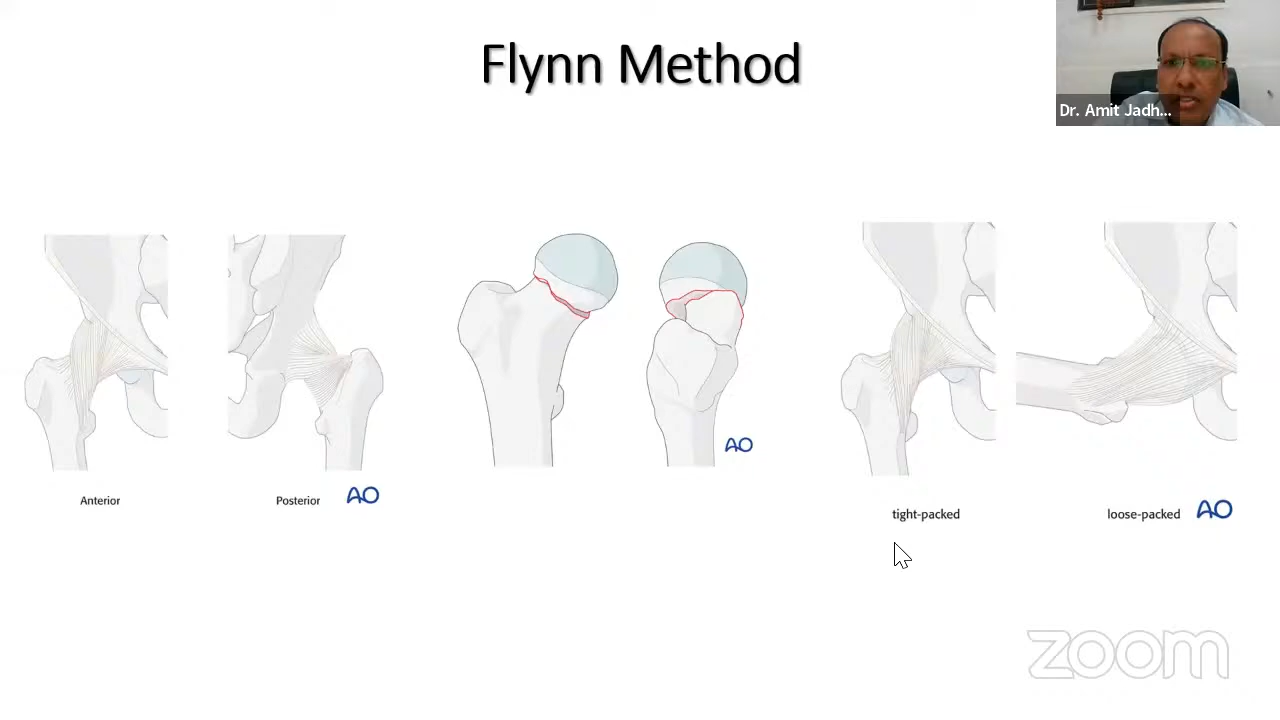 Flynn Method
Dr. Amit Jadh...
AO
Anterior
Posterior
AO
tight-packed
loose-packed
AO
zoom